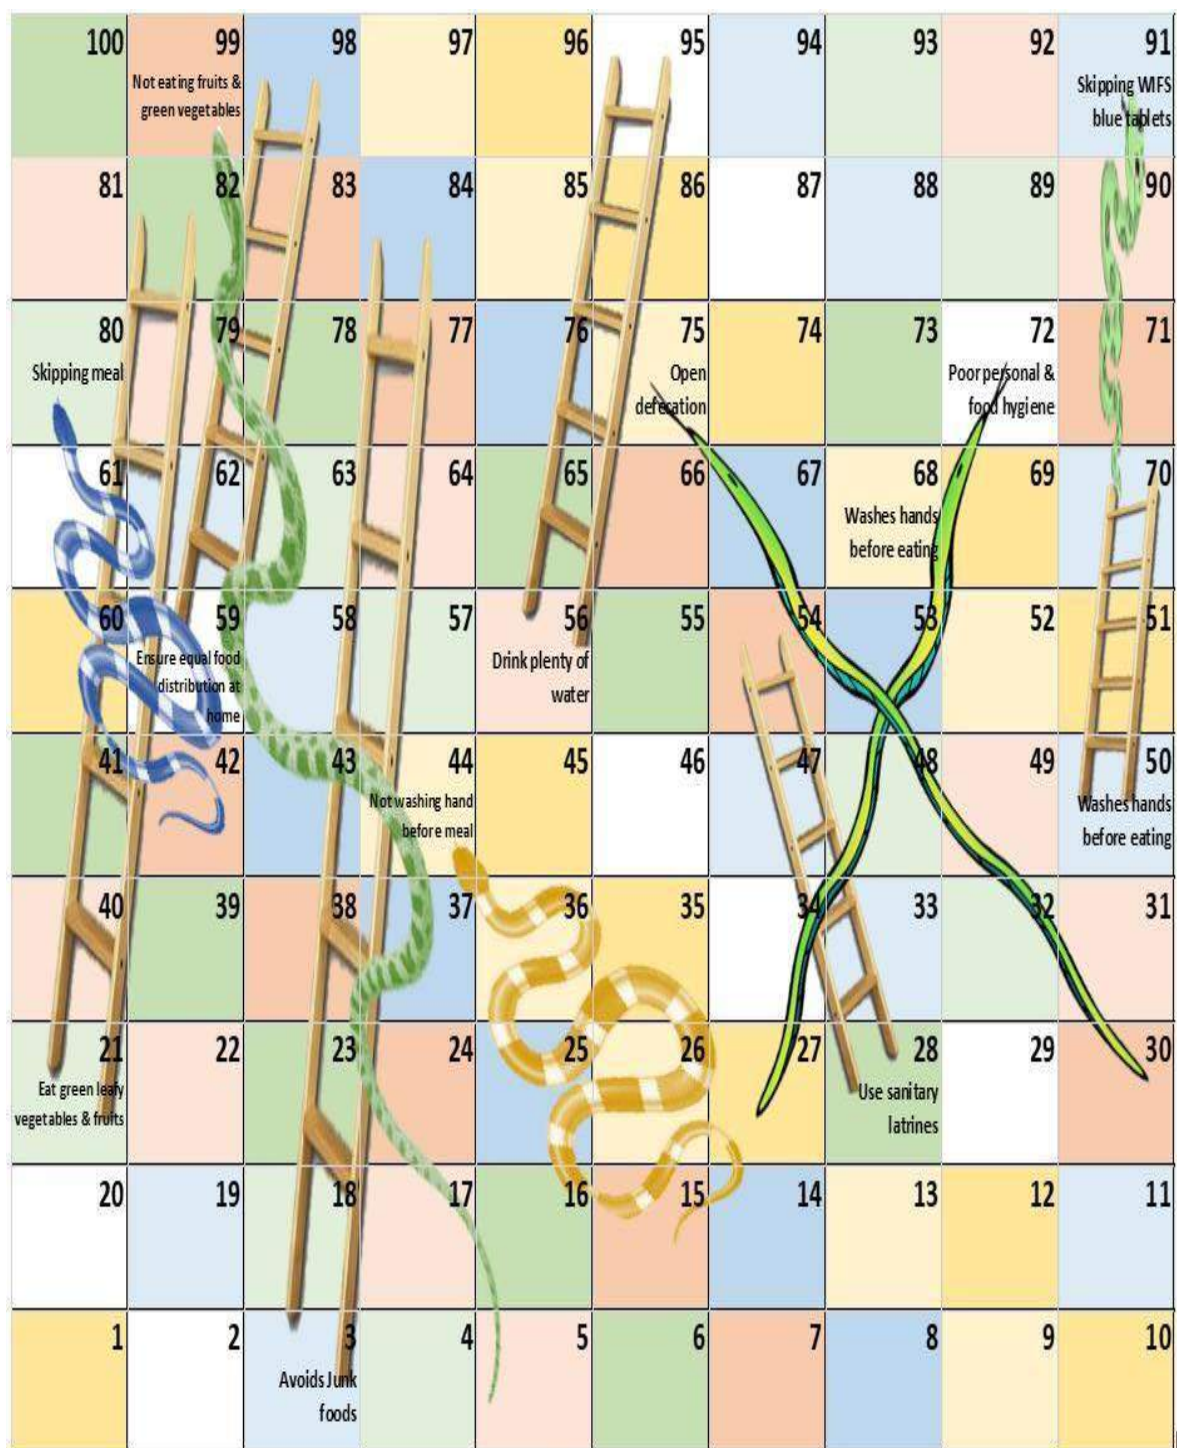 100 99 98 97 96 95 94 93 92 91
Not eating fruits &
green vegetables
Skipping WIFS
blue tablets
81 82 83 84 85 86 87 88 89 90
80 79 78 77 76 75 74 73 72 71
Skipping meal
Open
defecation
Poor personal &
food hygiene
61 62 63 64 65 66 67 68 69 70
Washes hands
before eating
60 59 58 57 56 55 54 53 52 51
Ensure equal food
distribution at
home
Drink plenty of
water
41 42 43 44 45 46 47 48 49 50
Not washing hand
before meal
Washes hands
before eating
40 39 38 37 36 35 34 33 32 31
21 22 23 24 25 26 27 28 29 30
Eat green leafy
vegetables & fruits
Use sanitary
latrines
20 19 18 17 16 15 14 13 12 11
1 2 3 4 5 6 7 8 9 10
Avoids Junk
foods